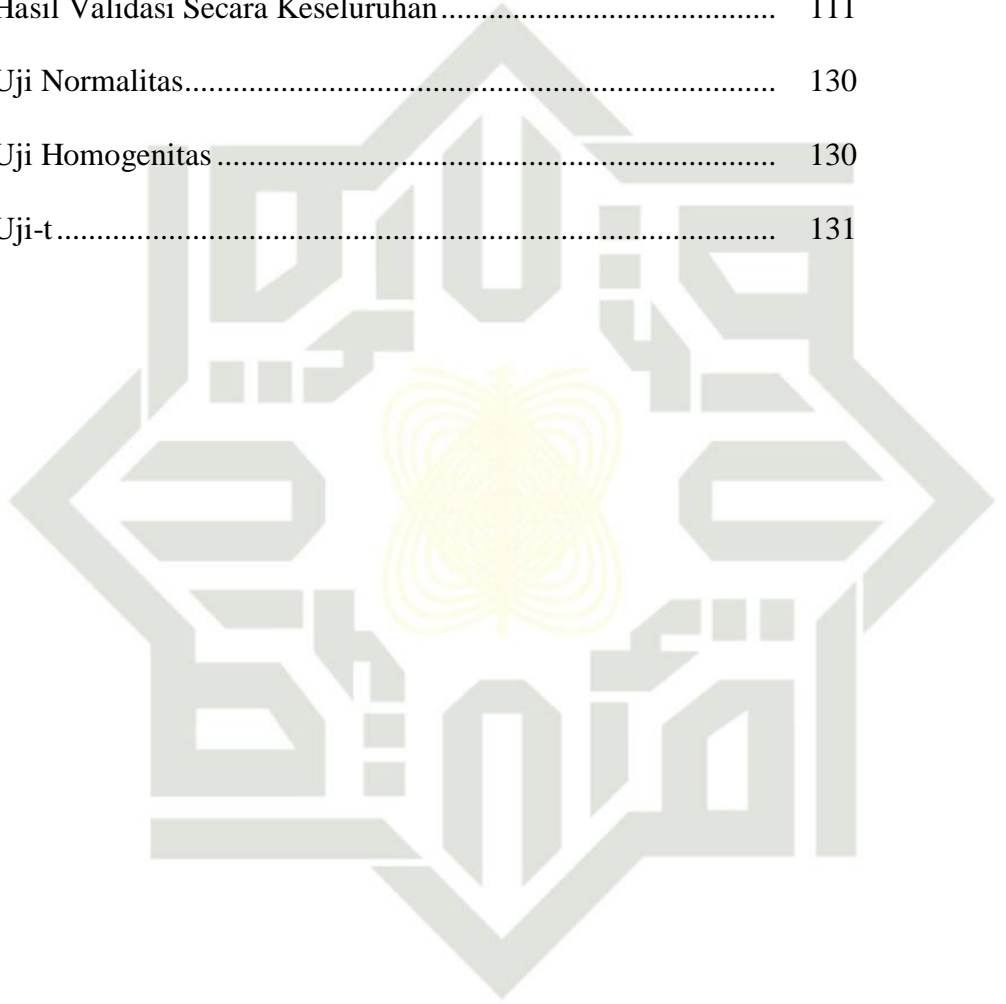 Hasil Validasi Secara Keseluruhan......................................... 111
Uji Normalitas......................................................................... 130
Uji Homogenitas..................................................................... 130
Uji-t......................................................................................... 131